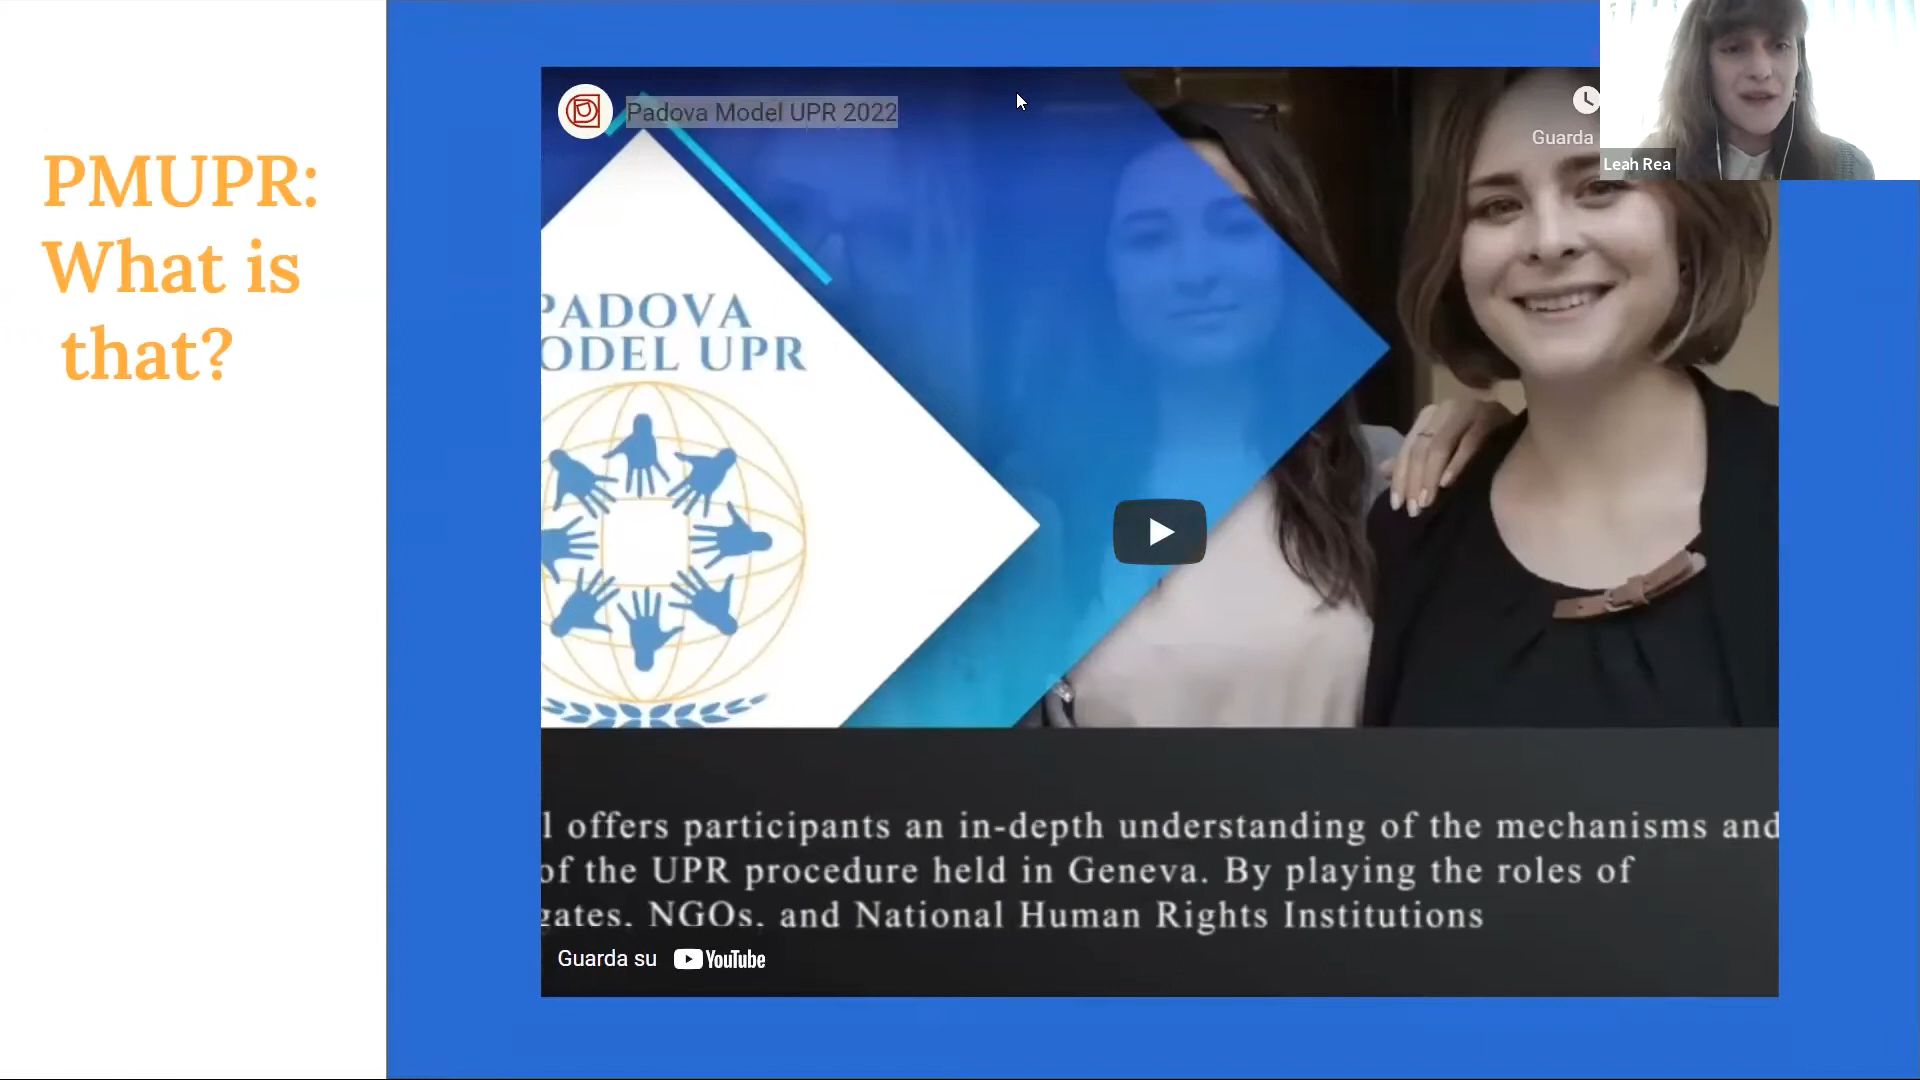 PMUPR:
What is
that?
Padova Model UPR 2022
Guarda
Leah Rea
PADOVA
ODEL UPR
l offers participants an in-depth understanding of the mechanisms and
of the UPR procedure held in Geneva. By playing the roles of
gates, NGOs, and National Human Rights Institutions
Guarda su YouTube